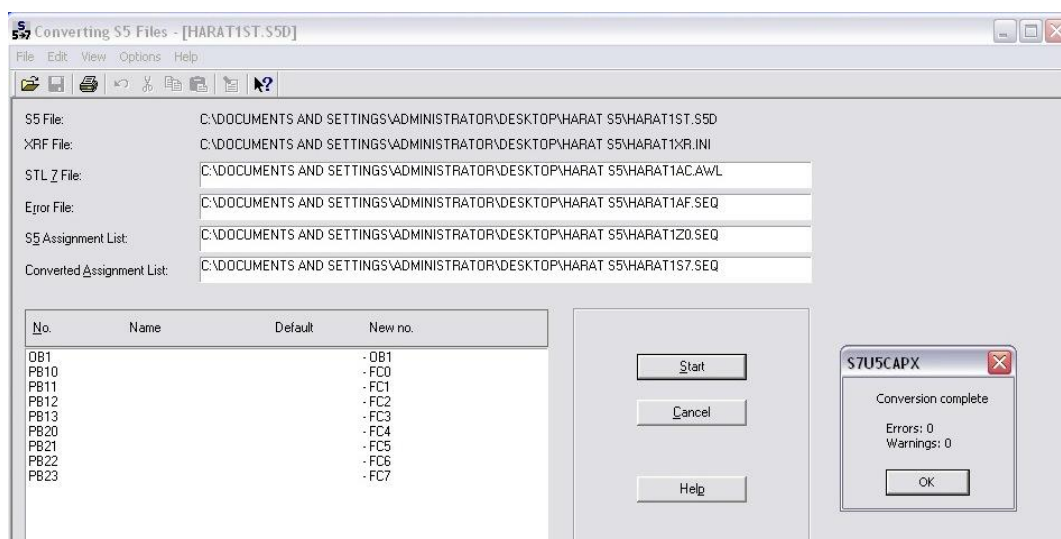 Converting S5 Files - [HARAT1ST.S5D]
File Edit View Options Help
S5 File: C:\DOCUMENTS AND SETTINGS\ADMINISTRATOR\DESKTOP\HARAT S5\HARAT1ST.S5D
XRF File: C:\DOCUMENTS AND SETTINGS\ADMINISTRATOR\DESKTOP\HARAT S5\HARAT1XR.INI
STL 7 File: C:\DOCUMENTS AND SETTINGS\ADMINISTRATOR\DESKTOP\HARAT S5\HARAT1AC.AWL
Error File: C:\DOCUMENTS AND SETTINGS\ADMINISTRATOR\DESKTOP\HARAT S5\HARAT1AF.SEQ
S5 Assignment List: C:\DOCUMENTS AND SETTINGS\ADMINISTRATOR\DESKTOP\HARAT S5\HARAT1Z0.SEQ
Converted Assignment List: C:\DOCUMENTS AND SETTINGS\ADMINISTRATOR\DESKTOP\HARAT S5\HARAT1S7.SEQ
No. Name Default New no.
OB1 - OB1
PB10 - FC0
PB11 - FC1
PB12 - FC2
PB13 - FC3
PB20 - FC4
PB21 - FC5
PB22 - FC6
PB23 - FC7
Start
Cancel
Help
S7U5CAPX
Conversion complete
Errors: 0
Warnings: 0
OK